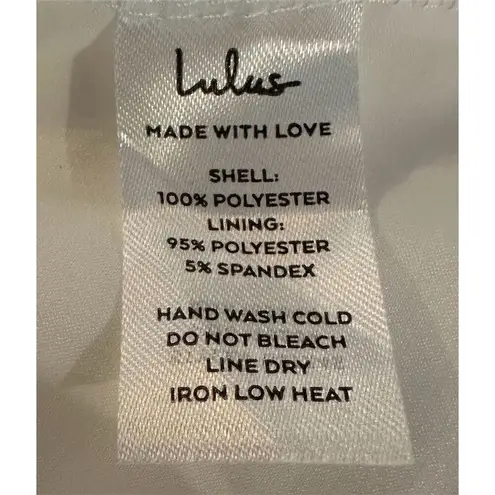 Lulus
MADE WITH LOVE
SHELL:
100% POLYESTER
LINING:
95% POLYESTER
5% SPANDEX
HAND WASH COLD
DO NOT BLEACH
LINE DRY
IRON LOW HEAT